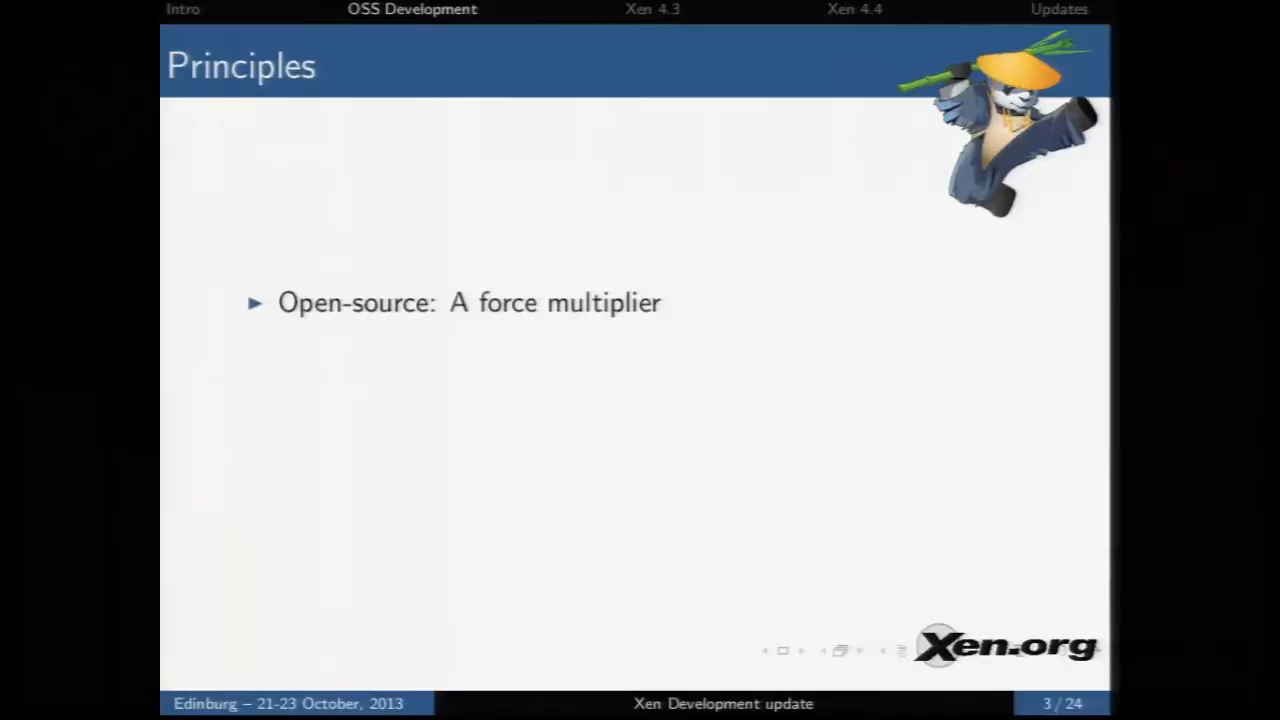 Intro OSS Development Xen 4.3 Xen 4.4 Updates
Principles
Open-source: A force multiplier
Xen.org
Edinburg – 21-23 October, 2013 Xen Development update 3 / 24